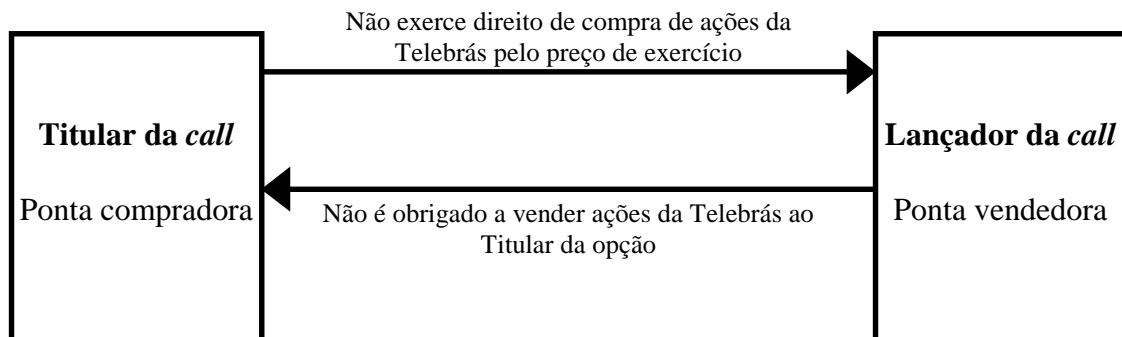 Não exerce direito de compra de ações da
Telebrás pelo preço de exercício
Titular da call
Ponta compradora
Lançador da call
Ponta vendedora
Não é obrigado a vender ações da Telebrás ao
Titular da opção